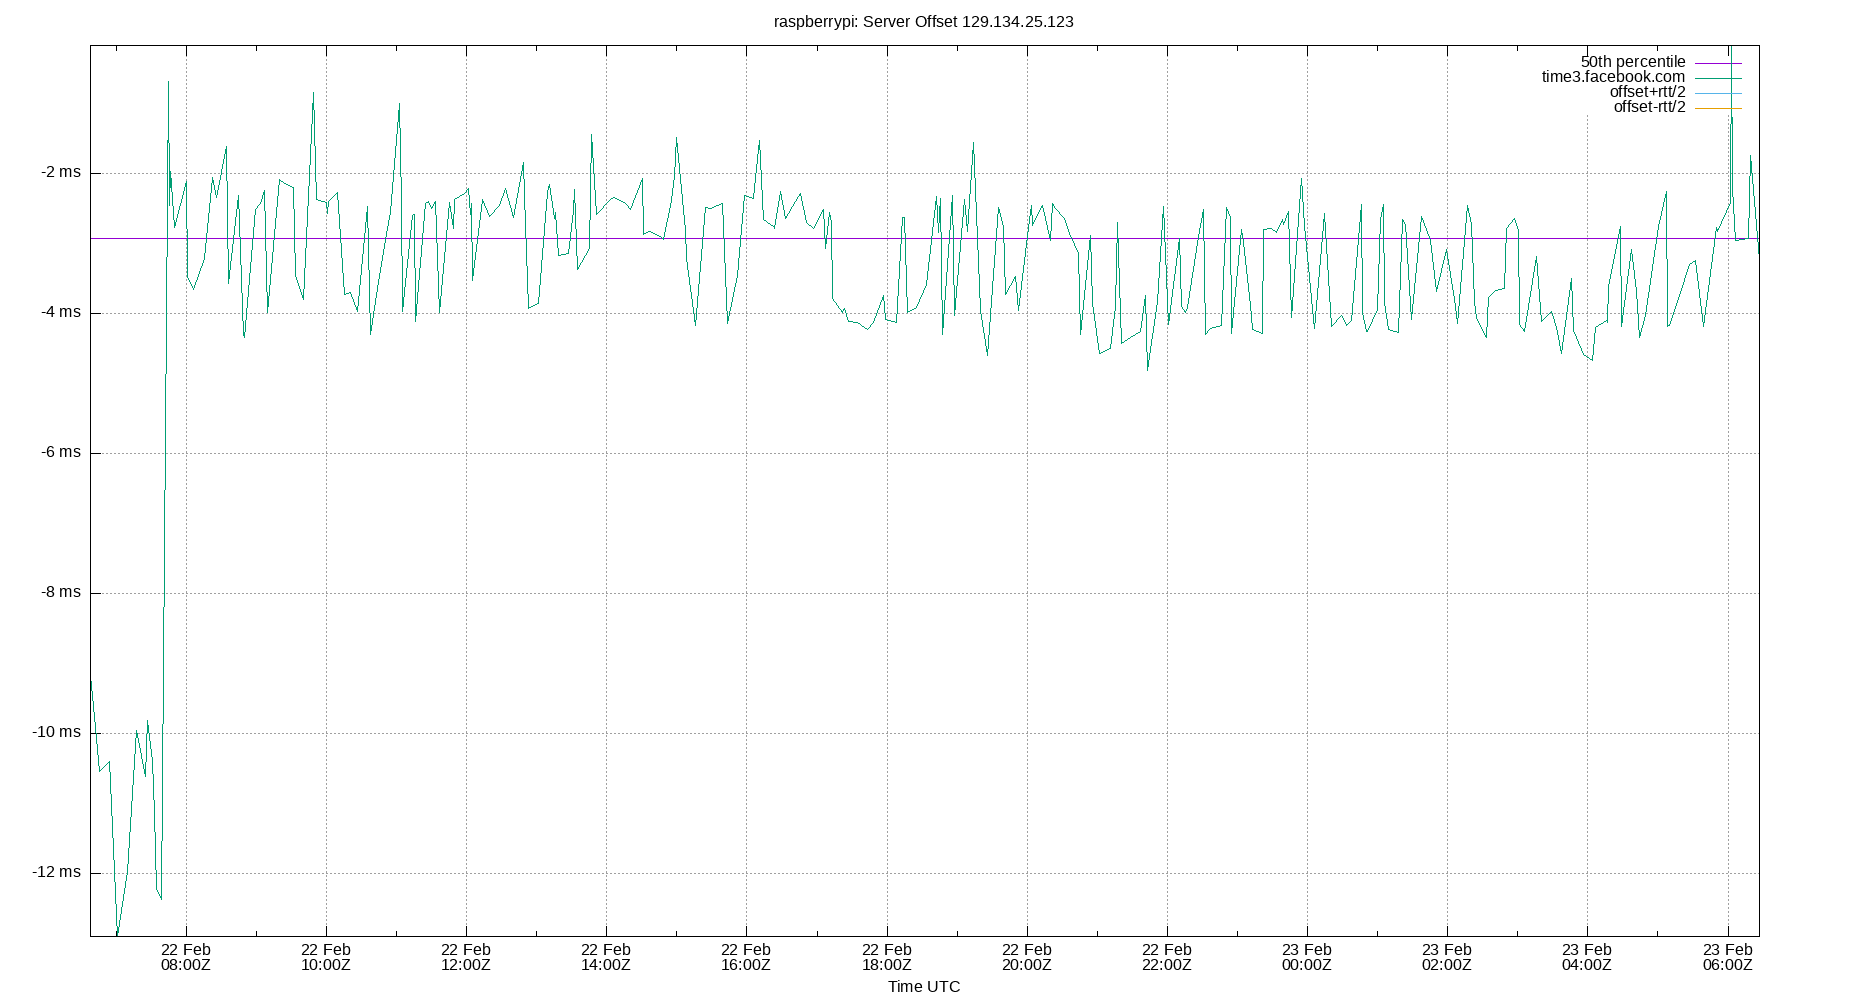 raspberrypi: Server Offset 129.134.25.123
50th percentile
time3.facebook.com
offset+rtt/2
offset-rtt/2
-2 ms
-4 ms
-6 ms
-8 ms
-10 ms
-12 ms
22 Feb 22 Feb 22 Feb 22 Feb 22 Feb 22 Feb 22 Feb 22 Feb 23 Feb 23 Feb 23 Feb 23 Feb
08:00Z 10:00Z 12:00Z 14:00Z 16:00Z 18:00Z 20:00Z 22:00Z 00:00Z 02:00Z 04:00Z 06:00Z
Time UTC